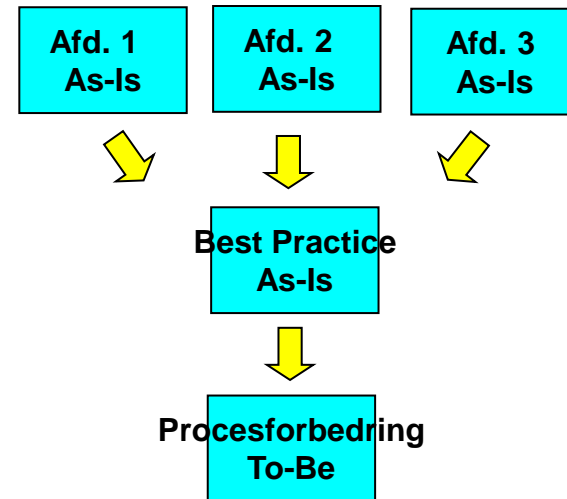 Afd. 1
As-Is
Afd. 2
As-Is
Afd. 3
As-Is
Best Practice
As-Is
Procesforbedring
To-Be